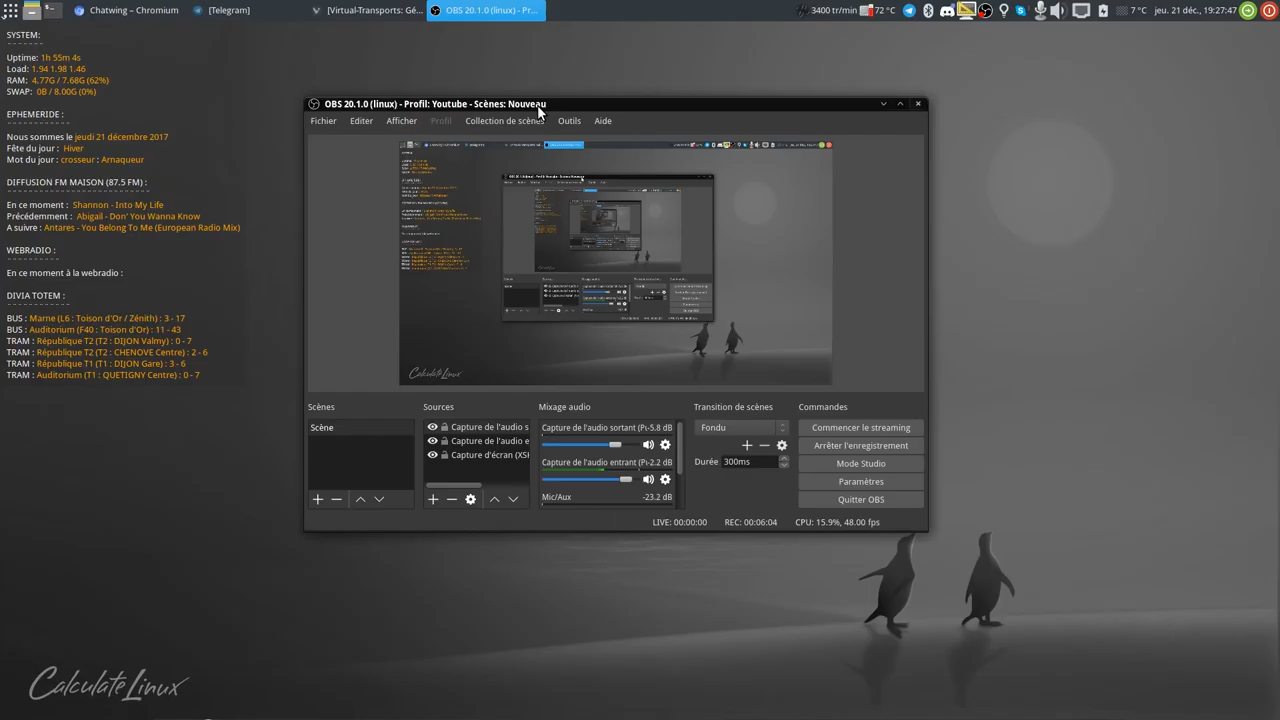 Chatwing – Chromium
[Telegram]
[Virtual-Transports: Gé...
OBS 20.1.0 (linux) - Pr...
3400 tr/min
72 °C
7 °C
jeu. 21 déc., 19:27:47
SYSTEM:
Uptime: 1h 55m 4s
Load: 1.94 1.98 1.46
RAM: 4.77G / 7.68G (62%)
SWAP: 0B / 8.00G (0%)
EPHEMERIDE :
Nous sommes le jeudi 21 décembre 2017
Fête du jour : Hiver
Mot du jour : crosseur : Arnaqueur
DIFFUSION FM MAISON (87.5 FM) :
En ce moment : Shannon - Into My Life
Précédemment : Abigail - Don' You Wanna Know
A suivre : Antares - You Belong To Me (European Radio Mix)
WEBRADIO :
En ce moment à la webradio :
DIVIA TOTEM :
BUS : Marne (L6 : Toison d'Or / Zénith) : 3 - 17
BUS : Auditorium (F40 : Toison d'Or) : 11 - 43
TRAM : République T2 (T2 : DIJON Valmy) : 0 - 7
TRAM : République T2 (T2 : CHENOVE Centre) : 2 - 6
TRAM : République T1 (T1 : DIJON Gare) : 3 - 6
TRAM : Auditorium (T1 : QUETIGNY Centre) : 0 - 7
OBS 20.1.0 (linux) - Profil: Youtube - Scènes: Nouveau
Fichier Editer Afficher Profil Collection de scènes Outils Aide
CalculateLinux
Scènes
Scène
Sources
Capture de l'audio s
Capture de l'audio e
Capture d'écran (XSH
Mixage audio
Capture de l'audio sortant (Pu -5.8 dB
Capture de l'audio entrant (Pu -2.2 dB
Mic/Aux -23.2 dB
Transition de scènes
Fondu
Durée 300ms
Commandes
Commencer le streaming
Arrêter l'enregistrement
Mode Studio
Paramètres
Quitter OBS
LIVE: 00:00:00 REC: 00:06:04 CPU: 15.9%, 48.00 fps
CalculateLinux